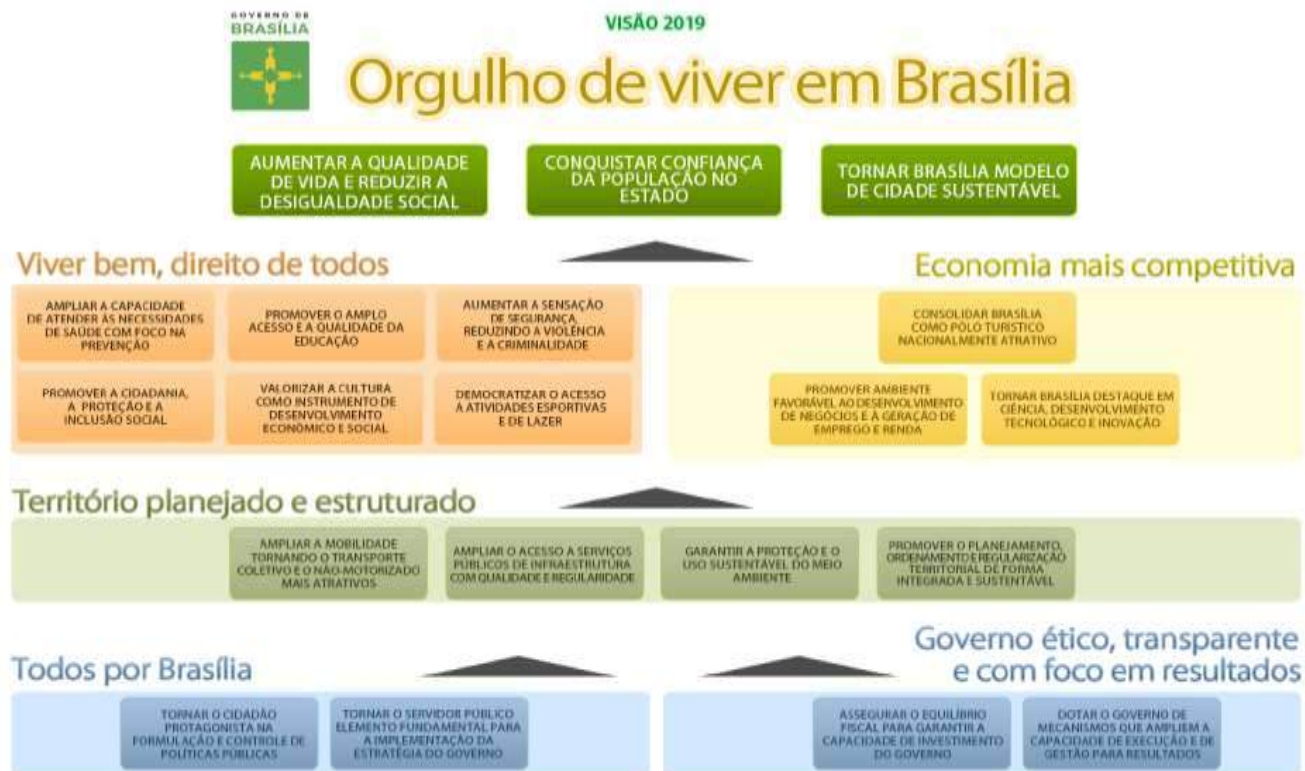 GOVERNO DE
BRASÍLIA
VISÃO 2019
Orgulho de viver em Brasília
AUMENTAR A QUALIDADE
DE VIDA E REDUZIR A
DESIGUALDADE SOCIAL
CONQUISTAR CONFIANÇA
DA POPULAÇÃO NO
ESTADO
TORNAR BRASÍLIA MODELO
DE CIDADE SUSTENTÁVEL
Viver bem, direito de todos
AMPLIAR A CAPACIDADE
DE ATENDER ÀS NECESSIDADES
DE SAÚDE COM FOCO NA
PREVENÇÃO
PROMOVER O AMPLO
ACESSO E A QUALIDADE DA
EDUCAÇÃO
AUMENTAR A SENSAÇÃO
DE SEGURANÇA,
REDUZINDO A VIOLÊNCIA
E A CRIMINALIDADE
PROMOVER A CIDADANIA,
A PROTEÇÃO E A
INCLUSÃO SOCIAL
VALORIZAR A CULTURA
COMO INSTRUMENTO DE
DESENVOLVIMENTO
ECONÔMICO E SOCIAL
DEMOCRATIZAR O ACESSO
A ATIVIDADES ESPORTIVAS
E DE LAZER
Economia mais competitiva
CONSOLIDAR BRASÍLIA
COMO PÓLO TURÍSTICO
NACIONALMENTE ATRATIVO
PROMOVER AMBIENTE
FAVORÁVEL AO DESENVOLVIMENTO
DE NEGÓCIOS E À GERAÇÃO DE
EMPREGO E RENDA
TORNAR BRASÍLIA DESTAQUE EM
CIÊNCIA, DESENVOLVIMENTO
TECNOLÓGICO E INOVAÇÃO
Território planejado e estruturado
AMPLIAR A MOBILIDADE
TORNANDO O TRANSPORTE
COLETIVO E O NÃO-MOTORIZADO
MAIS ATRATIVOS
AMPLIAR O ACESSO A SERVIÇOS
PÚBLICOS DE INFRAESTRUTURA
COM QUALIDADE E REGULARIDADE
GARANTIR A PROTEÇÃO E O
USO SUSTENTÁVEL DO MEIO
AMBIENTE
PROMOVER O PLANEJAMENTO,
ORDENAMENTO E REGULARIZAÇÃO
TERRITORIAL DE FORMA
INTEGRADA E SUSTENTÁVEL
Todos por Brasília
TORNAR O CIDADÃO
PROTAGONISTA NA
FORMULAÇÃO E CONTROLE DE
POLÍTICAS PÚBLICAS
TORNAR O SERVIDOR PÚBLICO
ELEMENTO FUNDAMENTAL PARA
A IMPLEMENTAÇÃO DA
ESTRATÉGIA DO GOVERNO
Governo ético, transparente
e com foco em resultados
ASSEGURAR O EQUILÍBRIO
FISCAL PARA GARANTIR A
CAPACIDADE DE INVESTIMENTO
DO GOVERNO
DOTAR O GOVERNO DE
MECANISMOS QUE AMPLIEM A
CAPACIDADE DE EXECUÇÃO E DE
GESTÃO PARA RESULTADOS